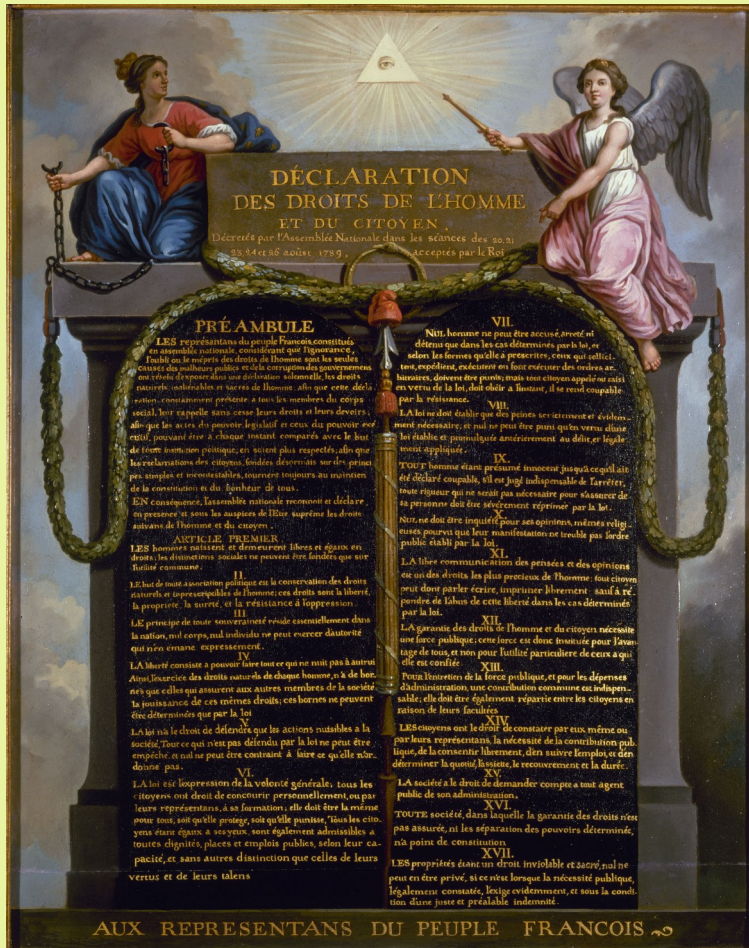 DÉCLARATION
DES DROITS DE L'HOMME
ET DU CITOYEN,
Décretés par l'Assemblée Nationale dans les séances des 20, 21
23, 24 et 26 août 1789, acceptés par le Roi
PRÉAMBULE
LES représentans du peuple François, constitués
en assemblée nationale, considérant que l'ignorance,
l'oubli ou le mépris des droits de l'homme sont les seules
causes des malheurs publics et de la corruption des gouvernemens
ont résolu d'exposer dans une déclaration solemnelle, les droits
naturels, inaliénables et sacrés de l'homme; afin que cette décla
ration, constamment présente a tous les membres du corps
social, leur rappelle sans cesse leurs droits et leurs devoirs;
afin que les actes du pouvoir législatif et ceux du pouvoir exé
cutif, pouvant être à chaque instant comparés avec le but
de toute institution politique, en soient plus respectés; afin que
les reclamations des citoyens, fondées désormais sur des princi
pes simples et incontestables, tournent toujours au maintien
de la constitution et du bonheur de tous.
EN conséquence, l'assemblée nationale reconnoit et déclare,
en présence et sous les auspices de l'Etre suprême les droits
suivans de l'homme et du citoyen.
ARTICLE PREMIER
LES hommes naissent et demeurent libres et égaux en
droits; les distinctions sociales ne peuvent être fondées que sur
l'utilité commune.
II.
LE but de toute association politique est la conservation des droits
naturels et inprescriptibles de l'homme; ces droits sont la liberté,
la propriété, la sureté, et la résistance à l'oppression.
III.
LE principe de toute souveraineté réside essentiellement dans
la nation, nul corps, nul individu ne peut exercer d'autorité
qui n'en émane expressement.
IV.
LA liberté consiste a pouvoir faire tout ce qui ne nuit pas à autrui
Ainsi, l'exercice des droits naturels de chaque homme, n'a de bor-
nes que celles qui assurent aux autres membres de la société
la jouissance de ces mêmes droits; ces bornes ne peuvent
être déterminées que par la loi
V.
LA loi n'a le droit de défendre que les actions nuisibles a la
société. Tout ce qui n'est pas défendu par la loi ne peut être
empêché, et nul ne peut être contraint à faire ce qu'elle n'or-
donne pas.
VI.
LA loi est l'expression de la volonté générale; tous les
citoyens ont droit de concourir personnellement, ou par
leurs représentans, à sa formation; elle doit être la même
pour tous, soit qu'elle protege, soit qu'elle punisse. Tous les cito-
yens étant égaux à ses yeux, sont également admissibles a
toutes dignités, places et emplois publics, selon leur ca-
pacité, et sans autres distinction que celles de leurs
vertus et de leurs talens
VII.
NUL homme ne peut être accusé, arreté ni
détenu que dans les cas déterminés par la loi, et
selon les formes qu'elle à prescrites, ceux qui sollici-
tent, expédient, exécutent ou font exécuter des ordres ar-
bitraires, doivent être punis; mais tout citoyen appelé ou saisi
en vertu de la loi, doit obéir a l'instant, il se rend coupable
par la résistance.
VIII.
LA loi ne doit établir que des peines strictement et évidem-
ment nécessaire, et nul ne peut être puni qu'en vertu d'une
loi établie et promulguée antérierement au délit, et légale
ment appliquée.
IX.
TOUT homme étant présumé innocent jusqu'a ce qu'il ait
été déclaré coupable, s'il est jugé indispensable de l'arrêter,
toute rigueur qui ne serait pas nécessaire pour s'assurer de
sa personne doit être sévèrement réprimer par la loi.
X.
NUL ne doit être inquiété pour ses opinions, mêmes religi
euses pourvu que leur manifestation ne trouble pas l'ordre
public établi par la loi.
XI.
LA libre communication des pensées et des opinions
est un des droits les plus precieux de l'homme; tout citoyen
peut dont parler écrire, imprimer librement: sauf à ré-
pondre de l'abus de cette liberté dans les cas déterminés
par la loi.
XII.
LA garantie des droits de l'homme et du citoyen nécessite
une force publique; cette force est donc instituée pour l'avan-
tage de tous, et non pour l'utilité particuliere de ceux a qui
elle est confiée.
XIII.
POUR l'entretien de la force publique, et pour les dépenses
d'administration, une contribution commune est indispen-
sable; elle doit être également répartie entre les citoyens en
raison de leurs facultées
XIV.
LES citoyens ont le droit de constater par eux même ou
par leurs représentans, la nécessité de la contribution pub-
lique, de la consentir librement, d'en suivre l'emploi, et d'en
déterminer la quotité, l'assiette, le recouvrement et la durée.
XV.
LA société a le droit de demander compte a tout agent
public de son administration.
XVI.
TOUTE société, dans laquelle la garantie des droits n'est
pas assurée, ni les séparation des pouvoirs déterminée,
n'a point de constitution
XVII.
LES propriétés étant un droit inviolable et sacré, nul ne
peut en être privé, si ce n'est lorsque la nécessité publique,
légalement constatée, l'exige evidemment, et sous la condi-
tion d'une juste et préalable indemnité.
AUX REPRESENTANS DU PEUPLE FRANCOIS